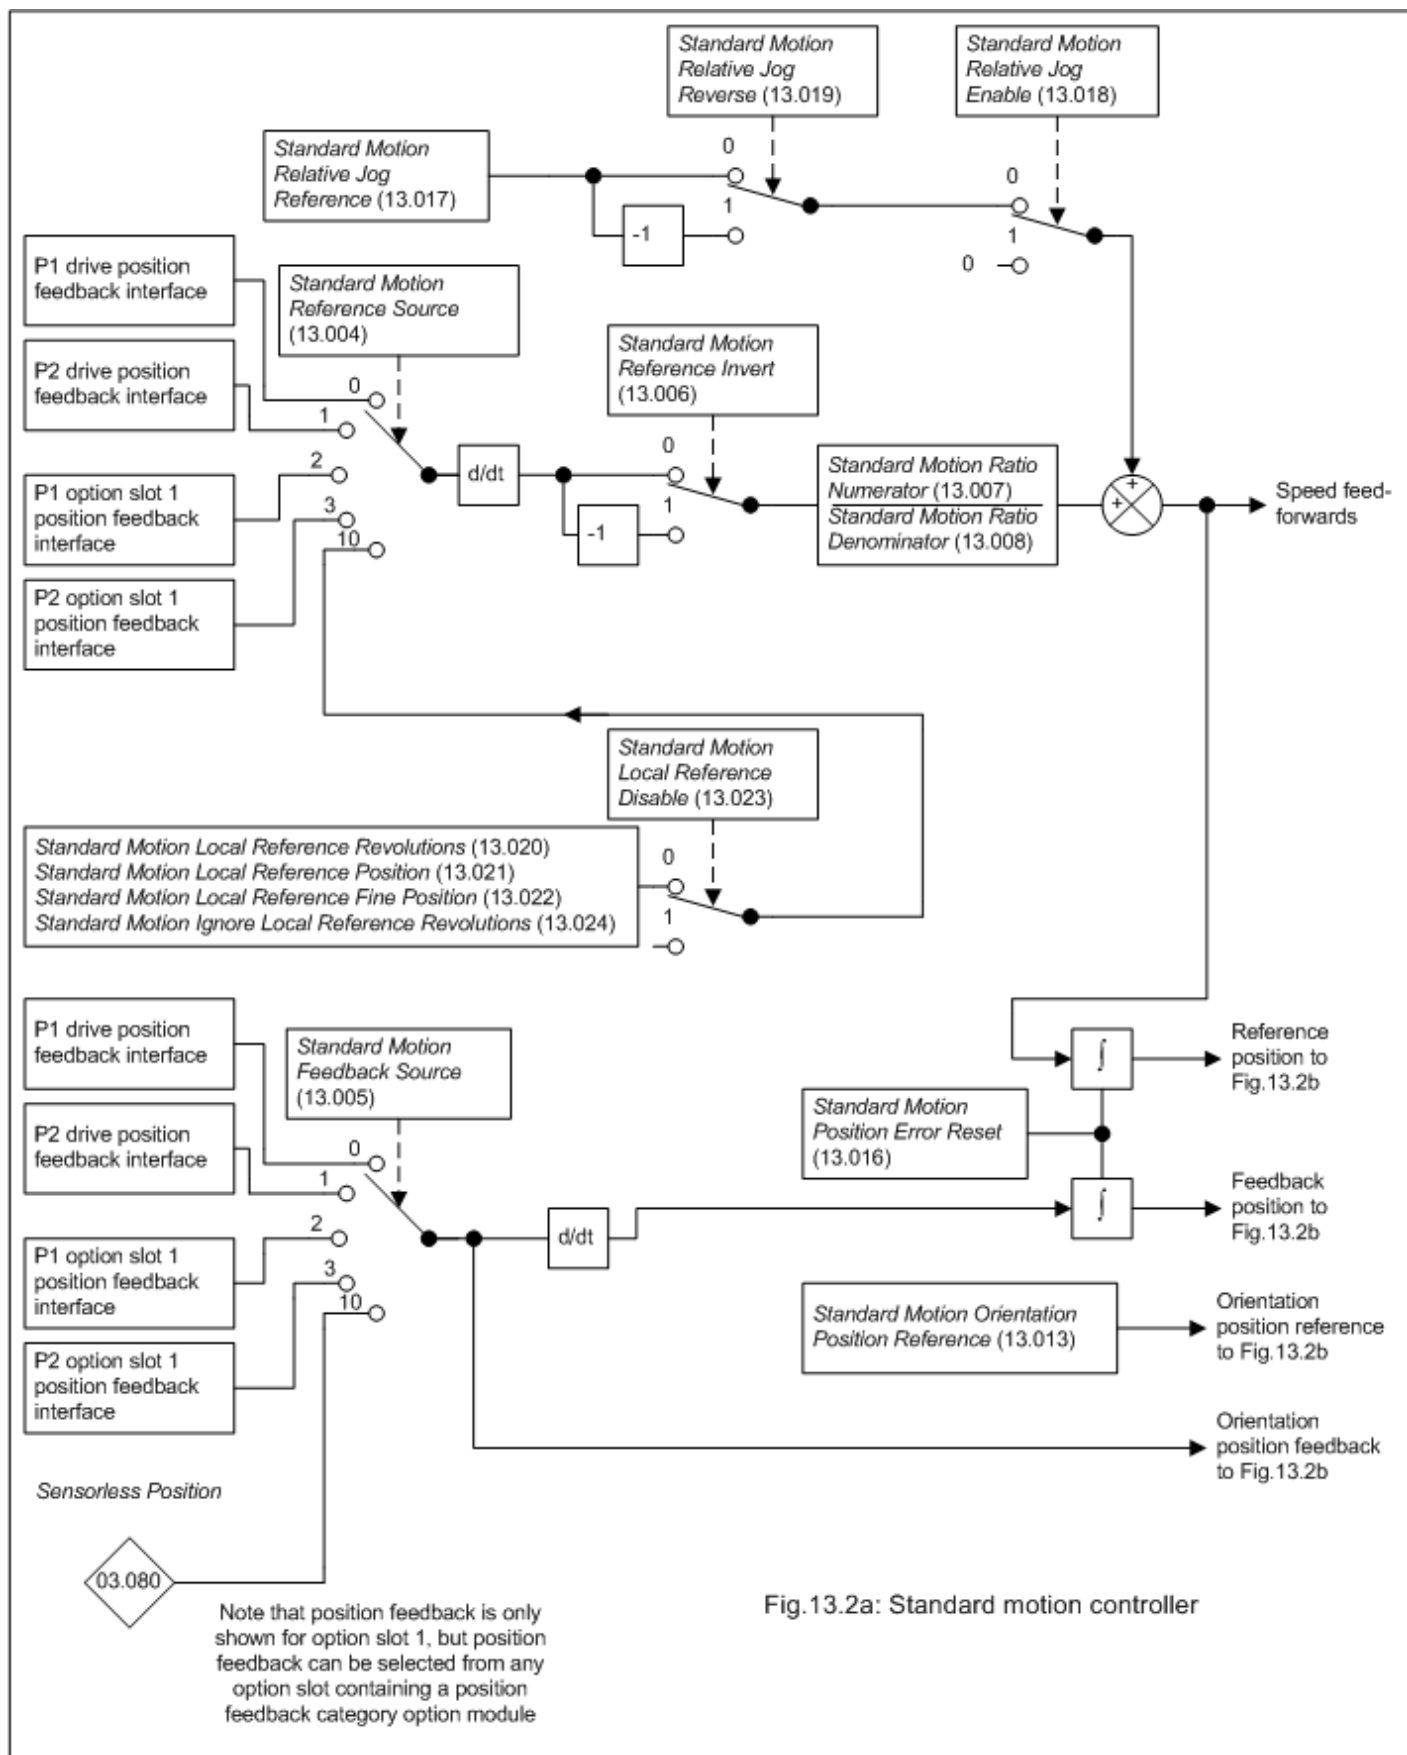 Standard Motion
Relative Jog
Reverse (13.019)
Standard Motion
Relative Jog
Enable (13.018)
Standard Motion
Relative Jog
Reference (13.017)
0
1
-1
0
1
0
P1 drive position
feedback interface
Standard Motion
Reference Source
(13.004)
P2 drive position
feedback interface
Standard Motion
Reference Invert
(13.006)
0
1
2
3
10
P1 option slot 1
position feedback
interface
P2 option slot 1
position feedback
interface
d/dt
0
1
-1
Standard Motion Ratio
Numerator (13.007)
Standard Motion Ratio
Denominator (13.008)
+
+
Speed feed-
forwards
Standard Motion
Local Reference
Disable (13.023)
Standard Motion Local Reference Revolutions (13.020)
Standard Motion Local Reference Position (13.021)
Standard Motion Local Reference Fine Position (13.022)
Standard Motion Ignore Local Reference Revolutions (13.024)
0
1
P1 drive position
feedback interface
Standard Motion
Feedback Source
(13.005)
P2 drive position
feedback interface
0
1
2
3
10
P1 option slot 1
position feedback
interface
P2 option slot 1
position feedback
interface
d/dt
∫
Reference
position to
Fig.13.2b
Standard Motion
Position Error Reset
(13.016)
∫
Feedback
position to
Fig.13.2b
Standard Motion Orientation
Position Reference (13.013)
Orientation
position reference
to Fig.13.2b
Orientation
position feedback
to Fig.13.2b
Sensorless Position
03.080
Note that position feedback is only
shown for option slot 1, but position
feedback can be selected from any
option slot containing a position
feedback category option module
Fig.13.2a: Standard motion controller